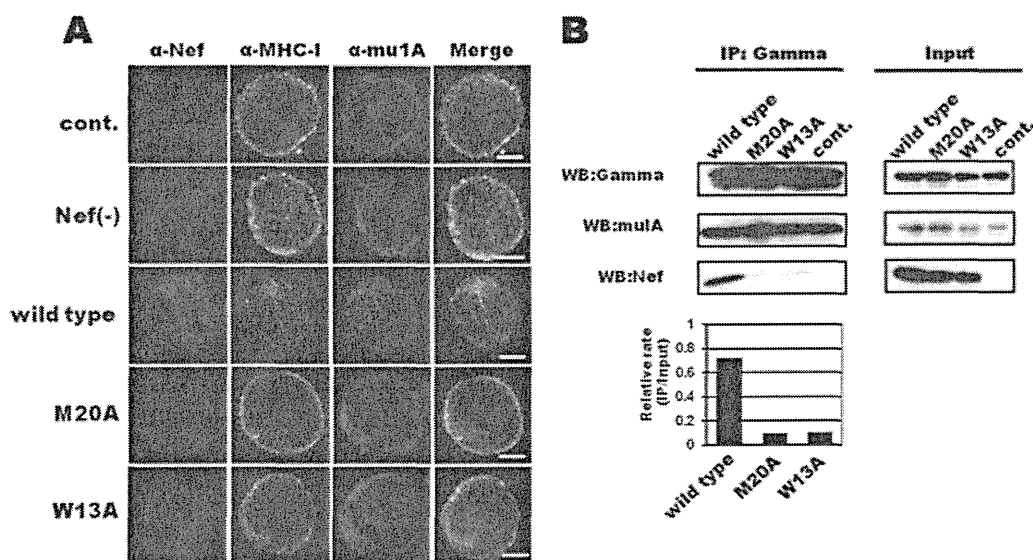 A
α-Nef α-MHC-I α-mu1A Merge
cont.
Nef(-)
wild type
M20A
W13A
B
IP: Gamma Input
wild type M20A W13A cont. wild type M20A W13A cont.
WB:Gamma
WB:mu1A
WB:Nef
Relative rate
(IP/Input)
1
0.8
0.6
0.4
0.2
0
wild type M20A W13A